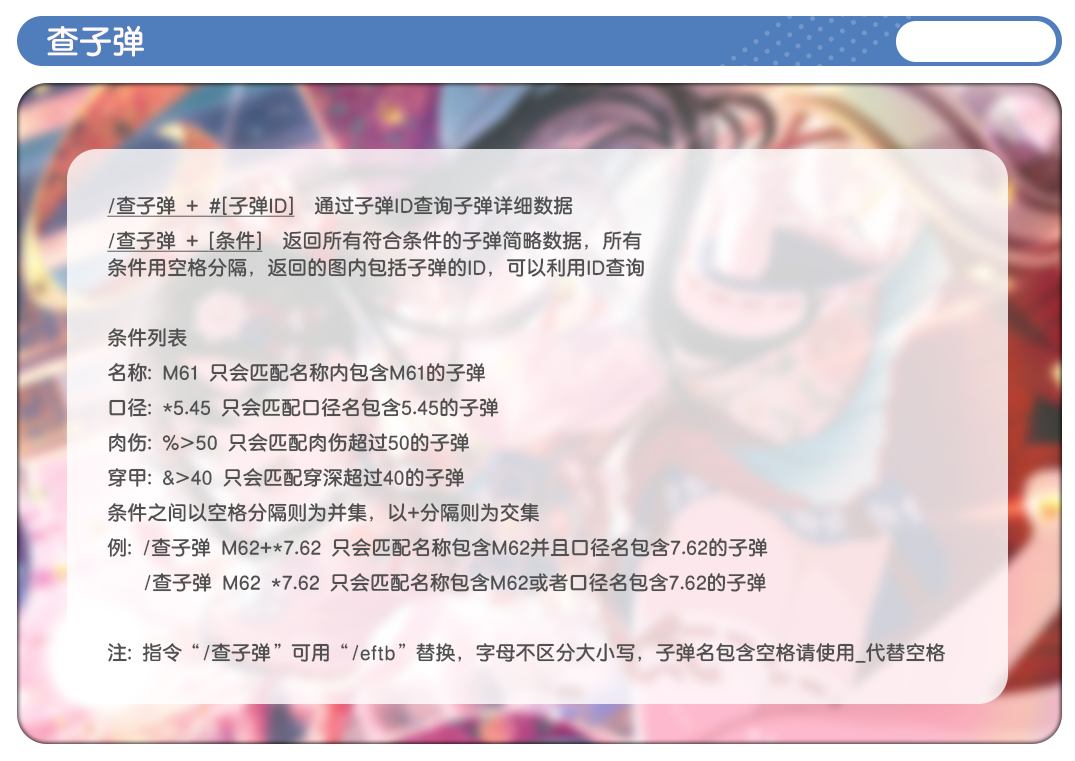 查子弹
/查子弹 + #[子弹ID] 通过子弹ID查询子弹详细数据
/查子弹 + [条件] 返回所有符合条件的子弹简略数据，所有
条件用空格分隔，返回的图内包括子弹的ID，可以利用ID查询
条件列表
名称: M61 只会匹配名称内包含M61的子弹
口径: *5.45 只会匹配口径名包含5.45的子弹
肉伤: %>50 只会匹配肉伤超过50的子弹
穿甲: &>40 只会匹配穿深超过40的子弹
条件之间以空格分隔则为并集，以+分隔则为交集
例: /查子弹 M62+*7.62 只会匹配名称包含M62并且口径名包含7.62的子弹
/查子弹 M62 *7.62 只会匹配名称包含M62或者口径名包含7.62的子弹
注: 指令“/查子弹”可用“/eftb”替换，字母不区分大小写，子弹名包含空格请使用_代替空格